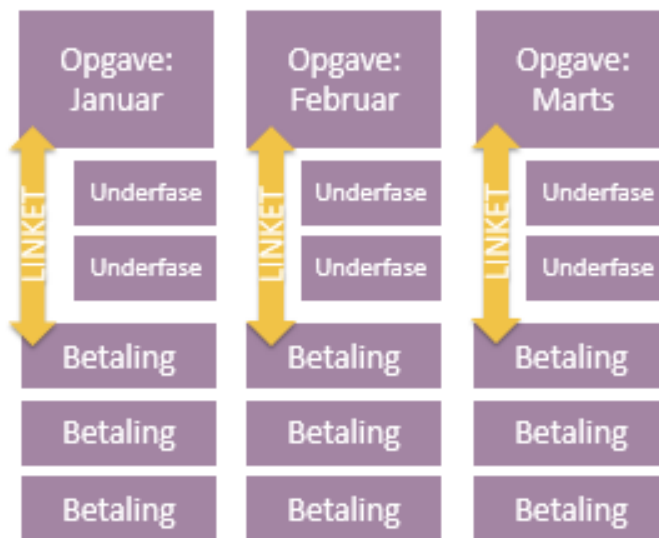 Opgave:
Januar
LINKET
Underfase
Underfase
Betaling
Betaling
Betaling
Opgave:
Februar
LINKET
Underfase
Underfase
Betaling
Betaling
Betaling
Opgave:
Marts
LINKET
Underfase
Underfase
Betaling
Betaling
Betaling